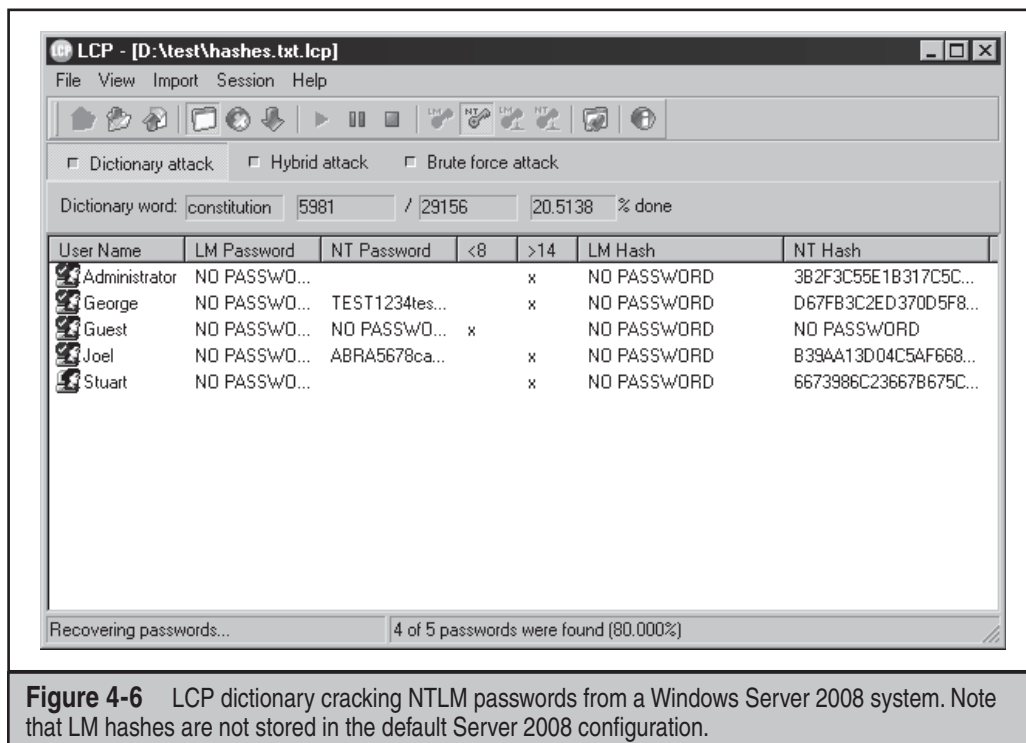 LCP - [D:\test\hashes.txt.lcp]
File View Import Session Help
LM NT LM NT
Dictionary attack Hybrid attack Brute force attack
Dictionary word: constitution 5981 / 29156 20.5138 % done
User Name LM Password NT Password <8 >14 LM Hash NT Hash
Administrator NO PASSWO... x NO PASSWORD 3B2F3C55E1B317C5C...
George NO PASSWO... TEST1234tes... x NO PASSWORD D67FB3C2ED370D5F8...
Guest NO PASSWO... NO PASSWO... x NO PASSWORD NO PASSWORD
Joel NO PASSWO... ABRA5678ca... x NO PASSWORD B39AA13D04C5AF668...
Stuart NO PASSWO... x NO PASSWORD 6673986C23667B675C...
Recovering passwords... 4 of 5 passwords were found (80.000%)
Figure 4-6 LCP dictionary cracking NTLM passwords from a Windows Server 2008 system. Note
that LM hashes are not stored in the default Server 2008 configuration.